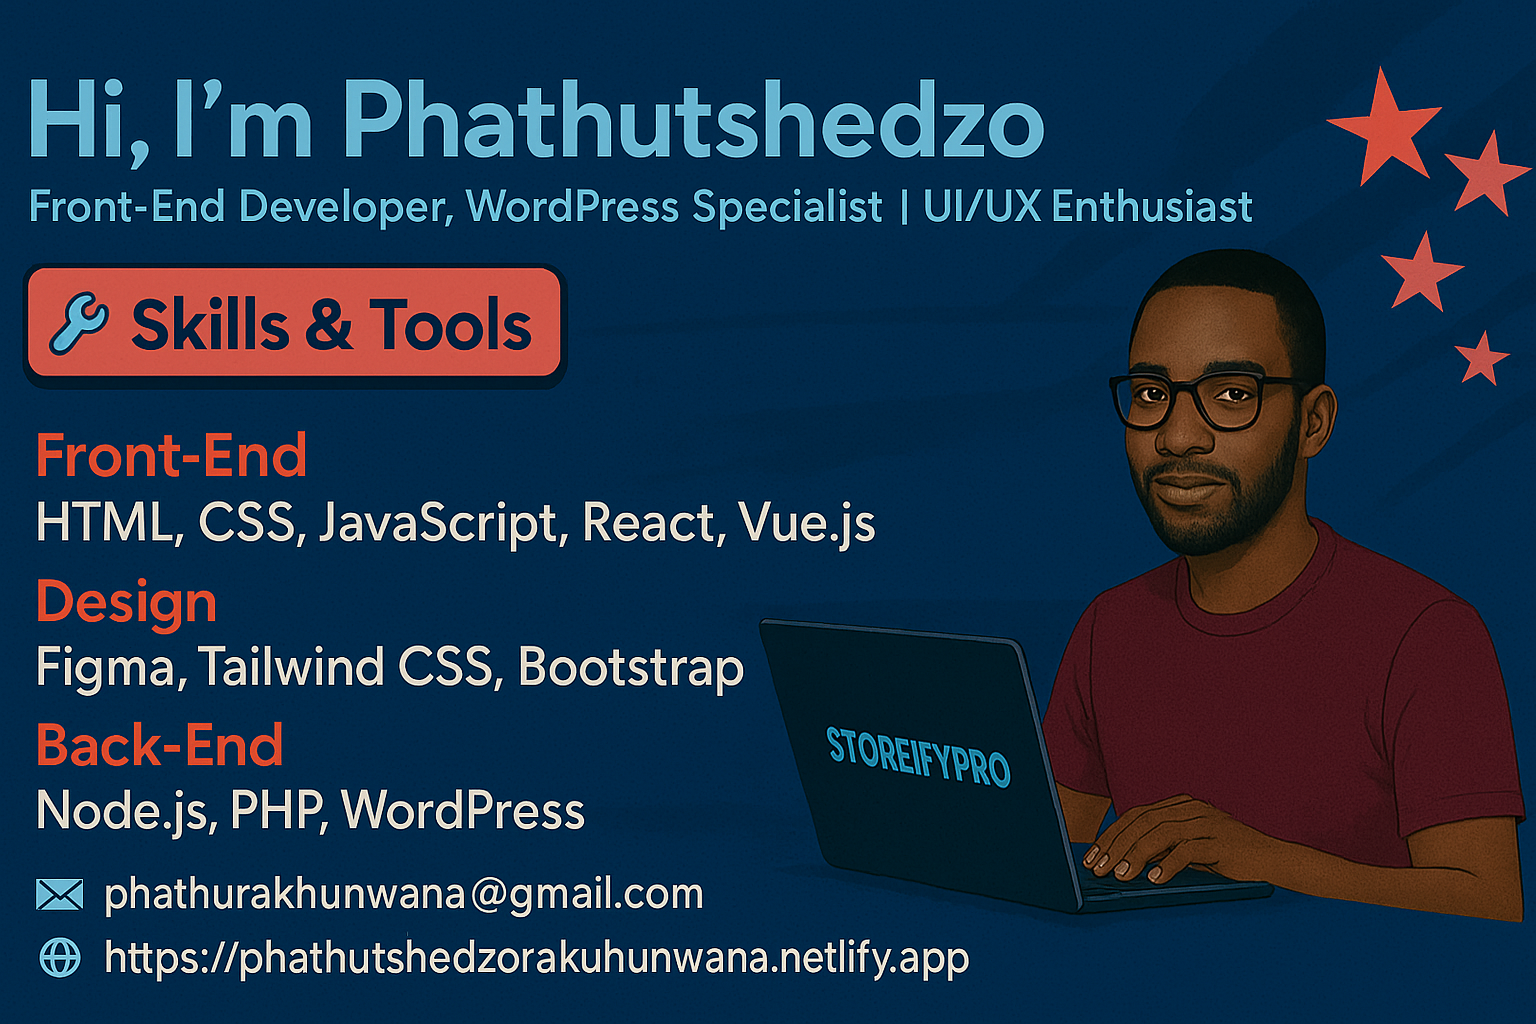 Hi, I'm Phathutshedzo
Front-End Developer, WordPress Specialist | UI/UX Enthusiast
Skills & Tools
Front-End
HTML, CSS, JavaScript, React, Vue.js
Design
Figma, Tailwind CSS, Bootstrap
Back-End
Node.js, PHP, WordPress
phathurakhunwana@gmail.com
https://phathutshedzorakuhunwana.netlify.app
STOREIFYPRO